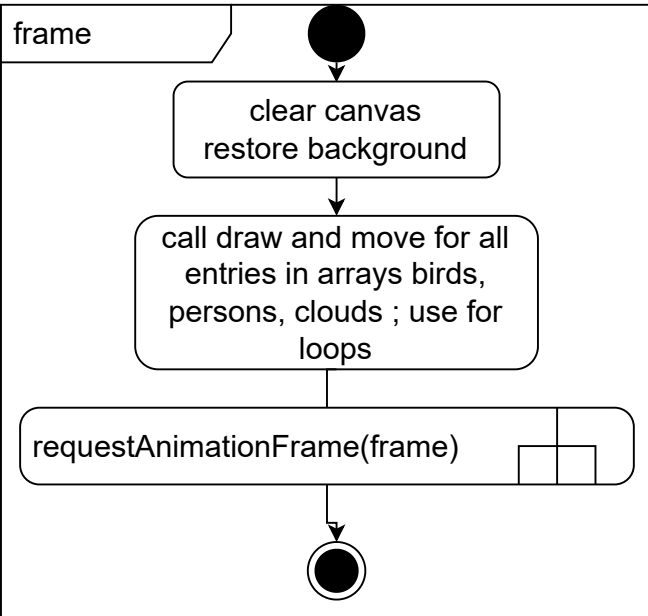 frame
clear canvas
restore background
call draw and move for all
entries in arrays birds,
persons, clouds ; use for
loops
requestAnimationFrame(frame)